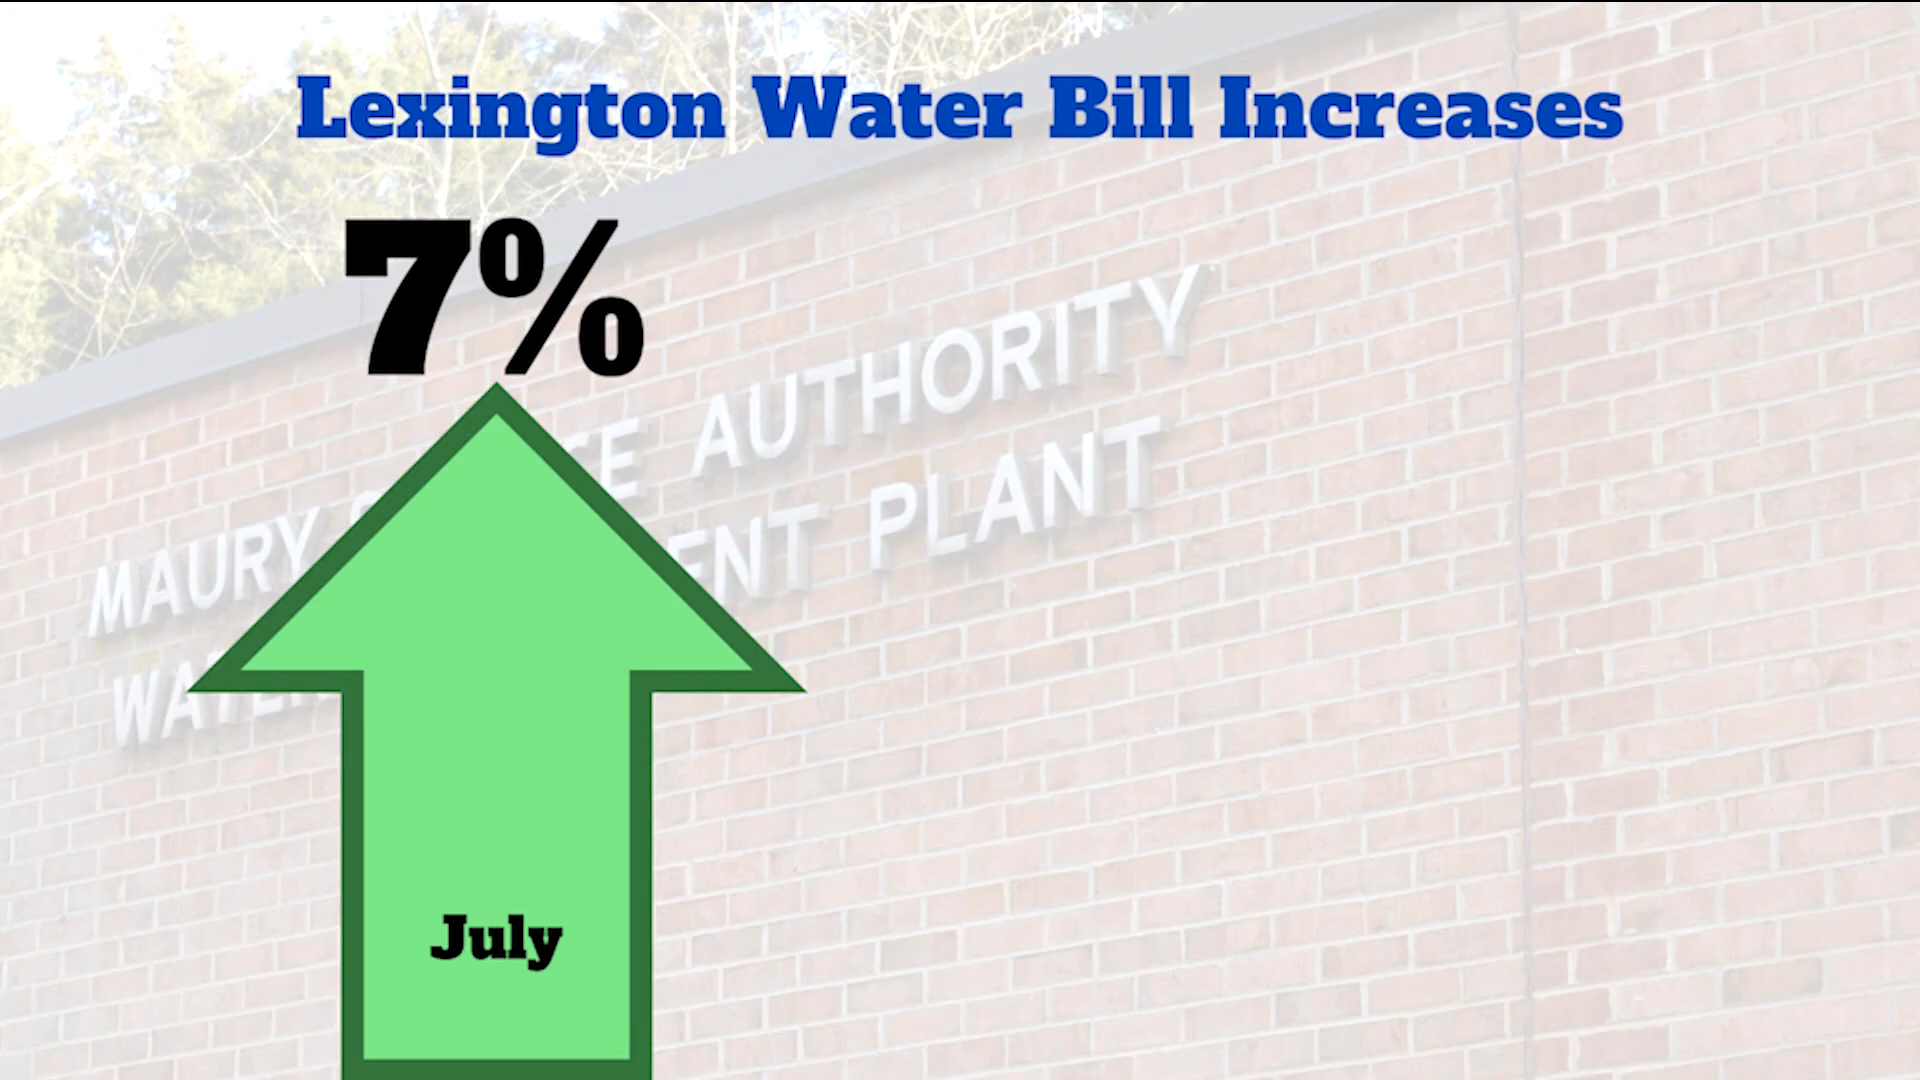 Lexington Water Bill Increases
7%
MAURY AUTHORITY
PLANT
July